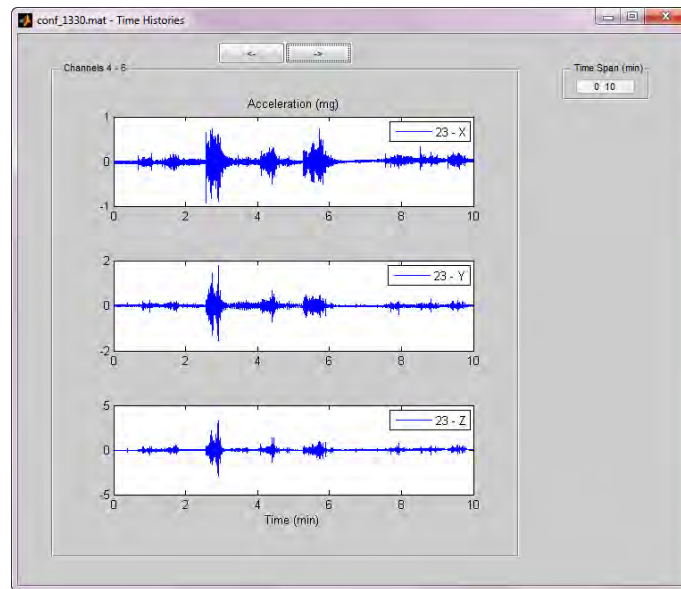 conf_1330.mat - Time Histories
<- ->
Channels 4 - 6
Time Span (min)
0 10
Acceleration (mg)
1
0
-1
23 - X
0 2 4 6 8 10
2
0
-2
23 - Y
0 2 4 6 8 10
5
0
-5
23 - Z
0 2 4 6 8 10
Time (min)